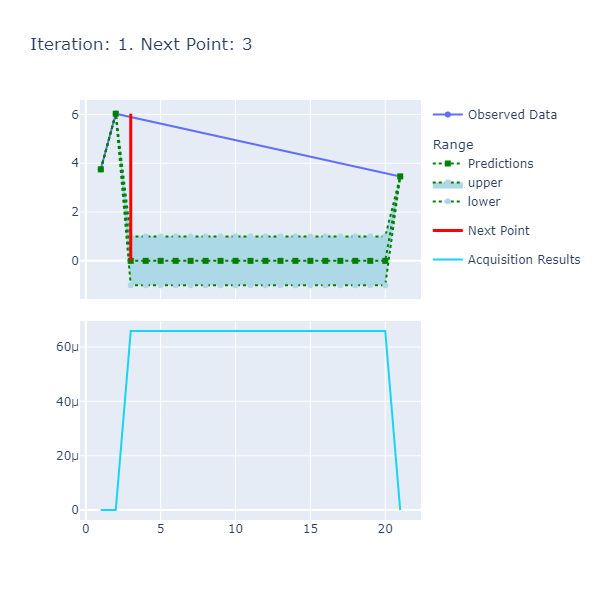 Iteration: 1. Next Point: 3
6
4
2
0
Observed Data
Range
Predictions
upper
lower
Next Point
Acquisition Results
60μ
40μ
20μ
0
0 5 10 15 20